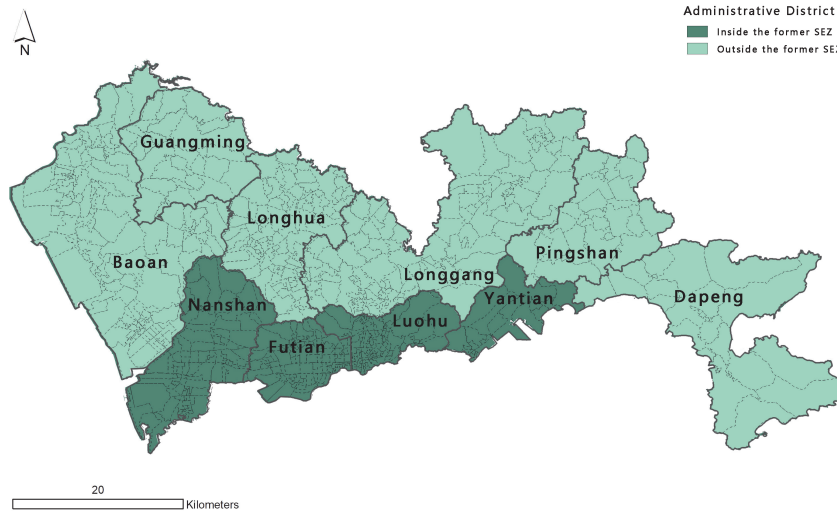 Administrative District
N
Inside the former SEZ
Outside the former SEZ
Guangming
Longhua
Baoan
Pingshan
Longgang
Nanshan
Yantian
Dapeng
Luohu
Futian
20
Kilometers